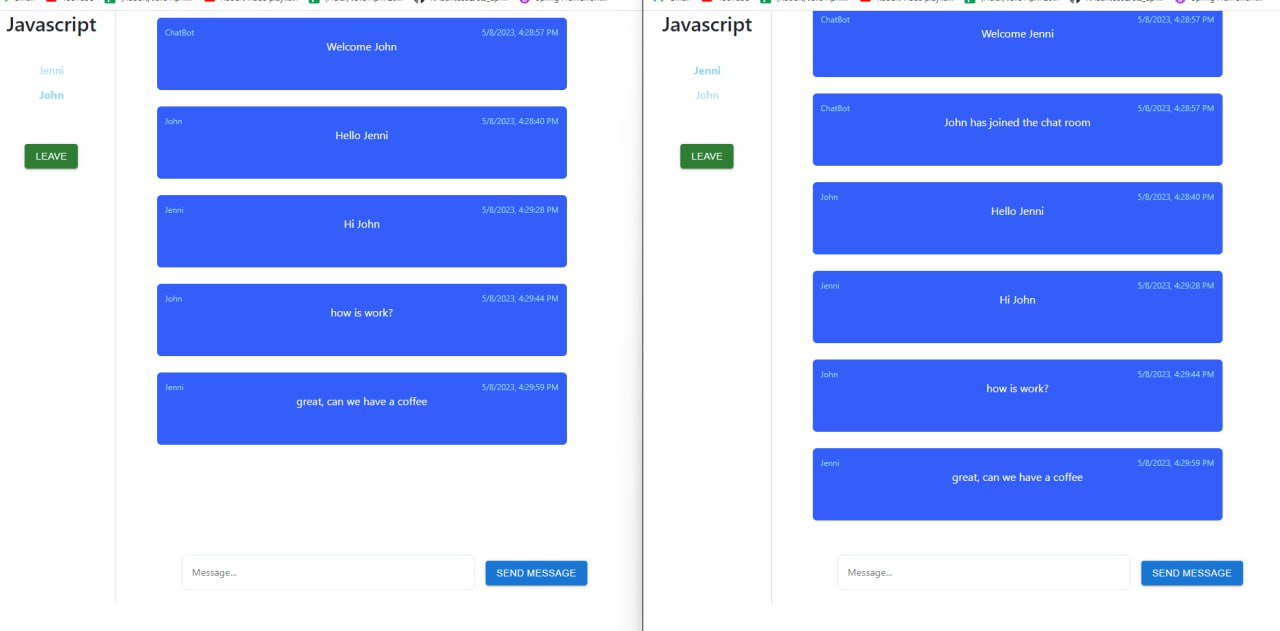 Javascript
Jenni
John
LEAVE
ChatBot 5/8/2023, 4:28:57 PM
Welcome John
John 5/8/2023, 4:28:40 PM
Hello Jenni
Jenni 5/8/2023, 4:29:28 PM
Hi John
John 5/8/2023, 4:29:44 PM
how is work?
Jenni 5/8/2023, 4:29:59 PM
great, can we have a coffee
Message...
SEND MESSAGE
Javascript
Jenni
John
LEAVE
ChatBot 5/8/2023, 4:28:57 PM
Welcome Jenni
ChatBot 5/8/2023, 4:28:57 PM
John has joined the chat room
John 5/8/2023, 4:28:40 PM
Hello Jenni
Jenni 5/8/2023, 4:29:28 PM
Hi John
John 5/8/2023, 4:29:44 PM
how is work?
Jenni 5/8/2023, 4:29:59 PM
great, can we have a coffee
Message...
SEND MESSAGE